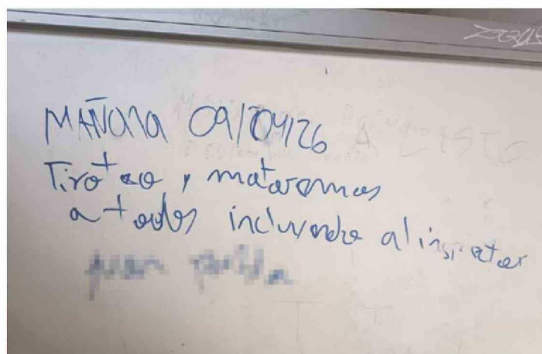 MAÑANA 09/04/26
Tiroteo y mataremos
a todos incluyendo al inspector